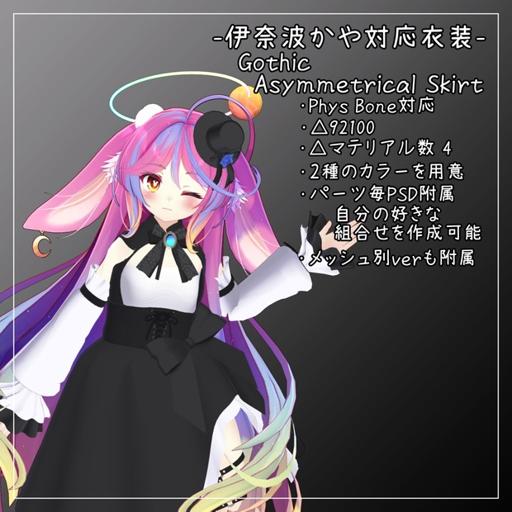 -伊奈波かや対応衣装-
Gothic
Asymmetrical Skirt
・Phys Bone対応
・△92100
・△マテリアル数 4
・2種のカラーを用意
・パーツ毎PSD附属
自分の好きな
組合せを作成可能
・メッシュ別verも附属